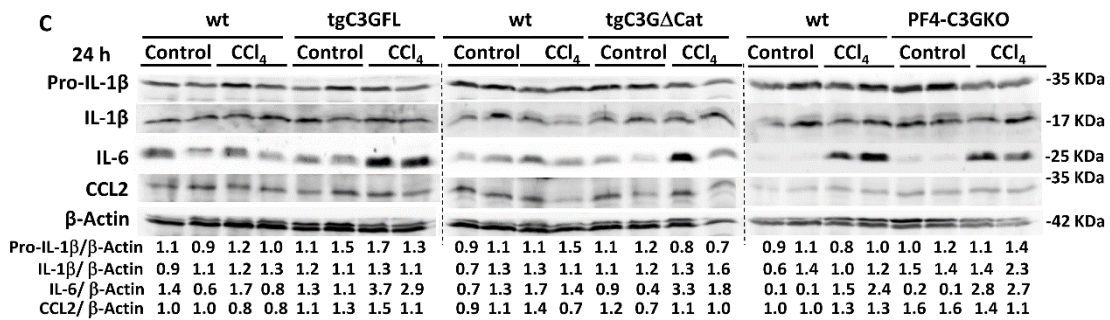 C
wt tgC3GFL wt tgC3GΔCat wt PF4-C3GKO
24 h Control CCl4 Control CCl4 Control CCl4 Control CCl4 Control CCl4 Control CCl4
Pro-IL-1β -35 KDa
IL-1β -17 KDa
IL-6 -25 KDa
-35 KDa
CCL2
β-Actin -42 KDa
Pro-IL-1β/β-Actin 1.1 0.9 1.2 1.0 1.1 1.5 1.7 1.3 0.9 1.1 1.1 1.5 1.1 1.2 0.8 0.7 0.9 1.1 0.8 1.0 1.0 1.2 1.1 1.4
IL-1β/ β-Actin 0.9 1.1 1.2 1.3 1.2 1.1 1.3 1.1 0.7 1.3 1.3 1.1 1.1 1.2 1.3 1.6 0.6 1.4 1.0 1.2 1.5 1.4 1.4 2.3
IL-6/ β-Actin 1.4 0.6 1.7 0.8 1.3 1.1 3.7 2.9 0.7 1.3 1.7 1.4 0.9 0.4 3.3 1.8 0.1 0.1 1.5 2.4 0.2 0.1 2.8 2.7
CCL2/ β-Actin 1.0 1.0 0.8 0.8 1.1 1.3 1.5 1.1 0.9 1.1 1.4 0.7 1.2 0.7 1.1 1.0 1.0 1.0 1.3 1.3 1.6 1.6 1.4 1.1